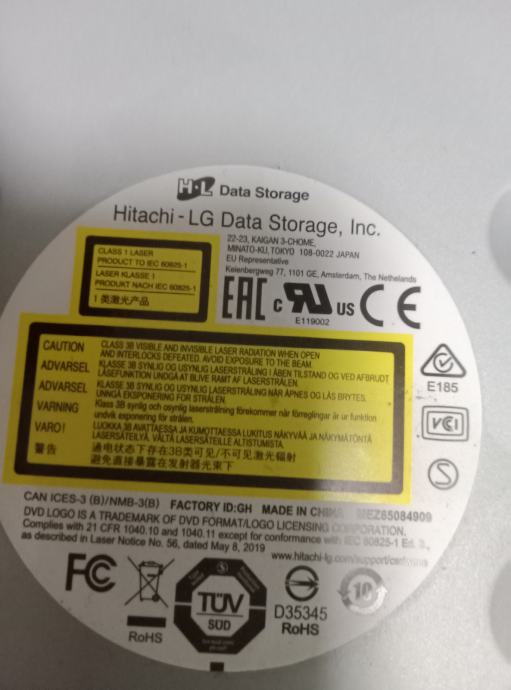 H·L Data Storage
Hitachi-LG Data Storage, Inc.
22-23, KAIGAN 3-CHOME,
MINATO-KU, TOKYO 108-0022 JAPAN
EU Representative
Keienbergweg 77, 1101 GE, Amsterdam, The Netherlands
CLASS 1 LASER
PRODUCT TO IEC 60825-1
LASER KLASSE 1
PRODUKT NACH IEC 60825-1
1 类激光产品
EAC c RU US CE
E119002
CAUTION CLASS 3B VISIBLE AND INVISIBLE LASER RADIATION WHEN OPEN
AND INTERLOCKS DEFEATED. AVOID EXPOSURE TO THE BEAM.
ADVARSEL KLASSE 3B SYNLIG OG USYNLIG LASERSTRÅLING I ÅBEN TILSTAND OG VED AFBRUDT
LÅSEFUNKTION UNDGÅ AT BLIVE RAMT AF LASERSTRÅLEN.
ADVARSEL KLASSE 3B SYNLIG OG USYNLIG LASERSTRÅLING NÅR ÅPNES OG LÅS BRYTES.
UNNGÅ EKSPONERING FOR STRÅLEN.
VARNING Klass 3B synlig och osynlig laserstrålning förekommer när förreglingar är ur funktion
undvik exponering för strålen.
VARO! LUOKKA 3B AVATTAESSA JA KUMOTTAESSA LUKITUS NÄKYVÄÄ JA NÄKYMÄTÖNTÄ
LASERSÄTEILYÄ, VÄLTÄ LASERSÄTEILLE ALTISTUMISTA.
警告 通电状态下存在3B类可见/不可见激光辐射
避免直接暴露在发射器光束下
E185
VCI
S
CAN ICES-3 (B)/NMB-3(B) FACTORY ID:GH MADE IN CHINA MEZ65084909
DVD LOGO IS A TRADEMARK OF DVD FORMAT/LOGO LICENSING CORPORATION.
Complies with 21 CFR 1040.10 and 1040.11 except for conformance with IEC 60825-1 Ed. 3.,
as described in Laser Notice No. 56, dated May 8, 2019
www.hitachi-lg.com/support/
FC
RoHS
TÜV
SÜD
D35345
RoHS
10